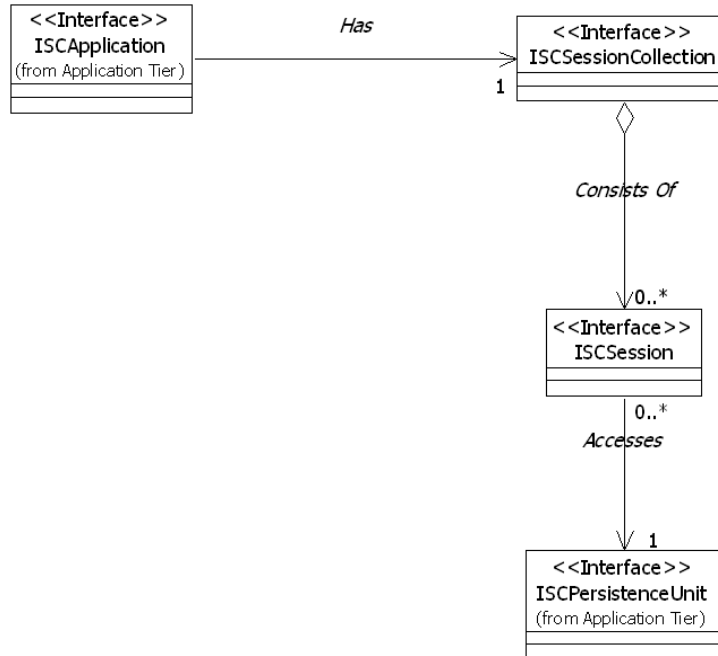 <<Interface>>
ISCApplication
(from Application Tier)
Has
<<Interface>>
ISCSessionCollection
1
Consists Of
0..*
<<Interface>>
ISCSession
0..*
Accesses
1
<<Interface>>
ISCPersistenceUnit
(from Application Tier)